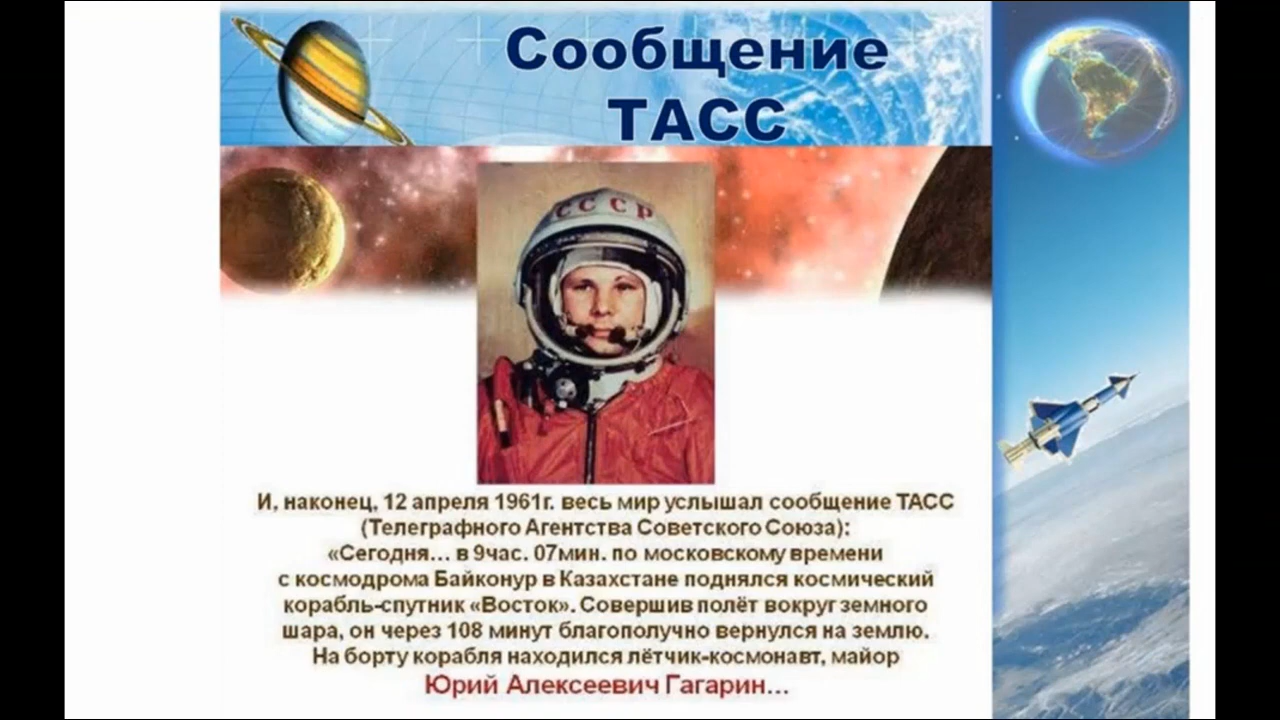 Сообщение
ТАСС
СССР
И, наконец, 12 апреля 1961г. весь мир услышал сообщение ТАСС
(Телеграфного Агентства Советского Союза):
«Сегодня... в 9час. 07мин. по московскому времени
с космодрома Байконур в Казахстане поднялся космический
корабль-спутник «Восток». Совершив полёт вокруг земного
шара, он через 108 минут благополучно вернулся на землю.
На борту корабля находился лётчик-космонавт, майор
Юрий Алексеевич Гагарин...